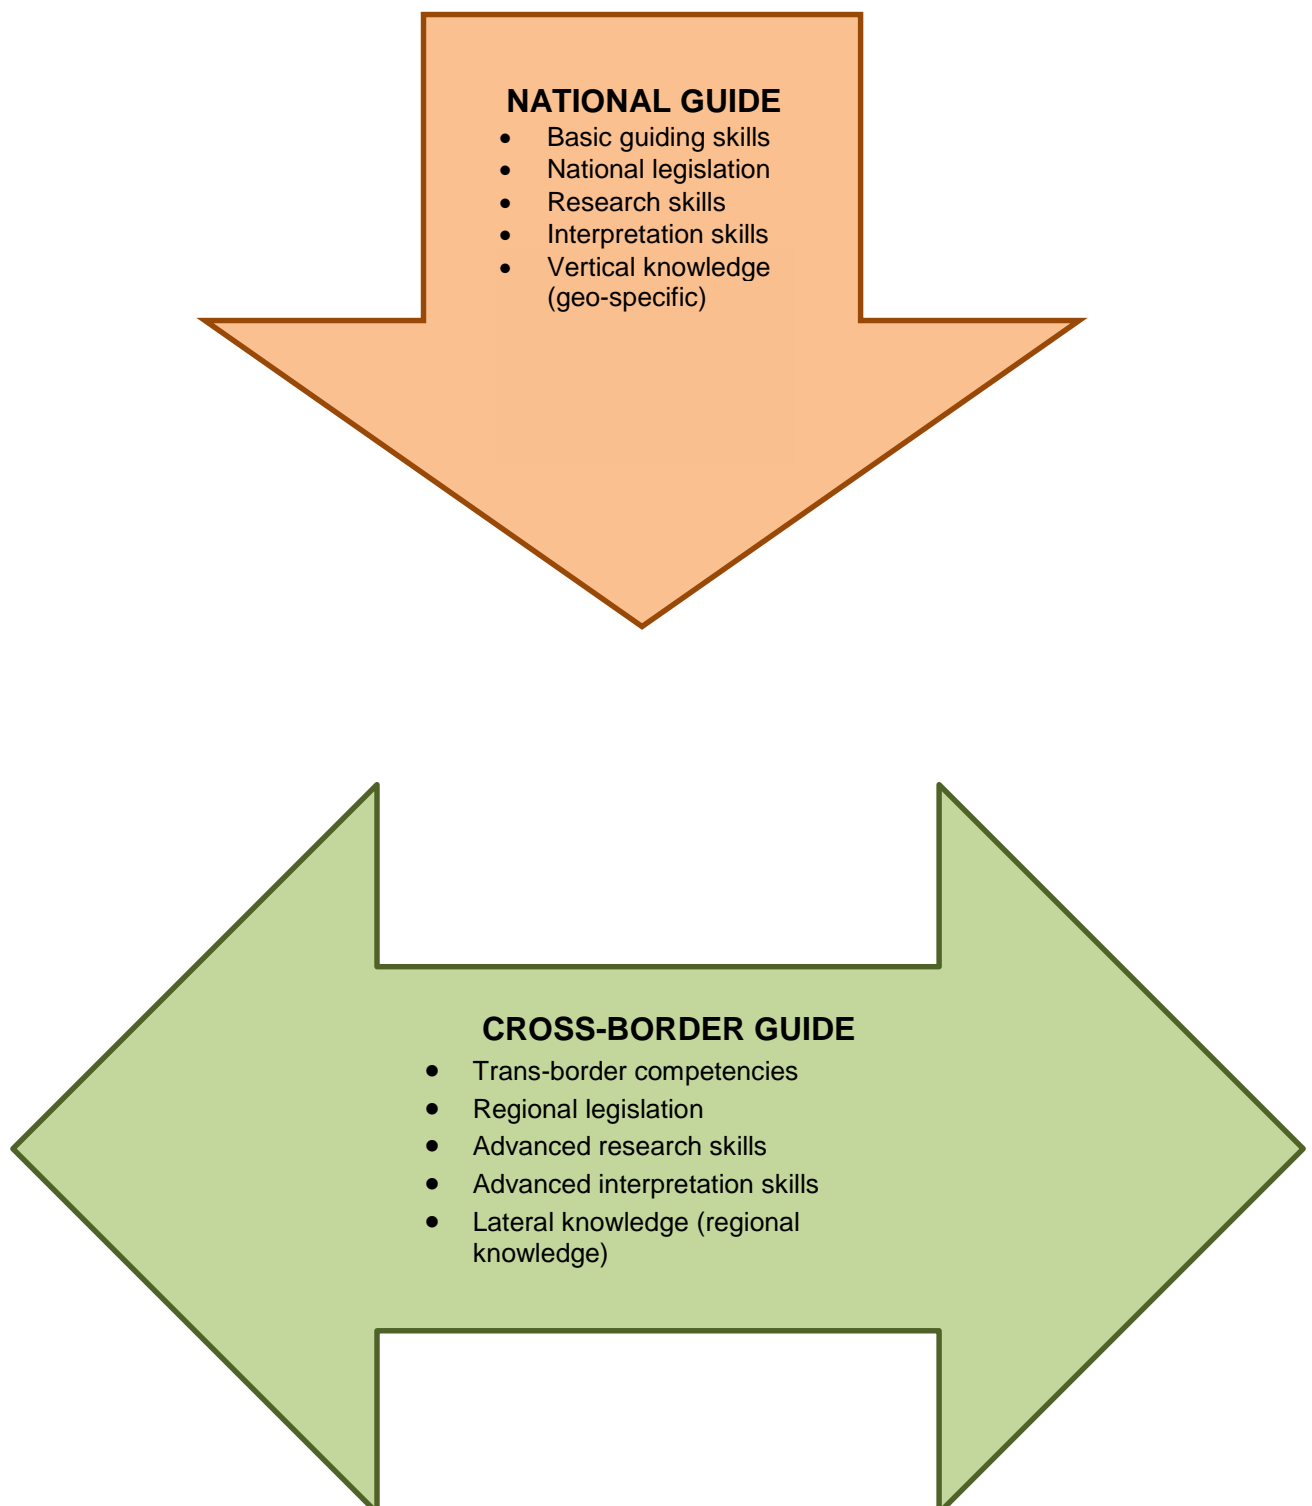 NATIONAL GUIDE
• Basic guiding skills
• National legislation
• Research skills
• Interpretation skills
• Vertical knowledge
(geo-specific)
CROSS-BORDER GUIDE
• Trans-border competencies
• Regional legislation
• Advanced research skills
• Advanced interpretation skills
• Lateral knowledge (regional
knowledge)